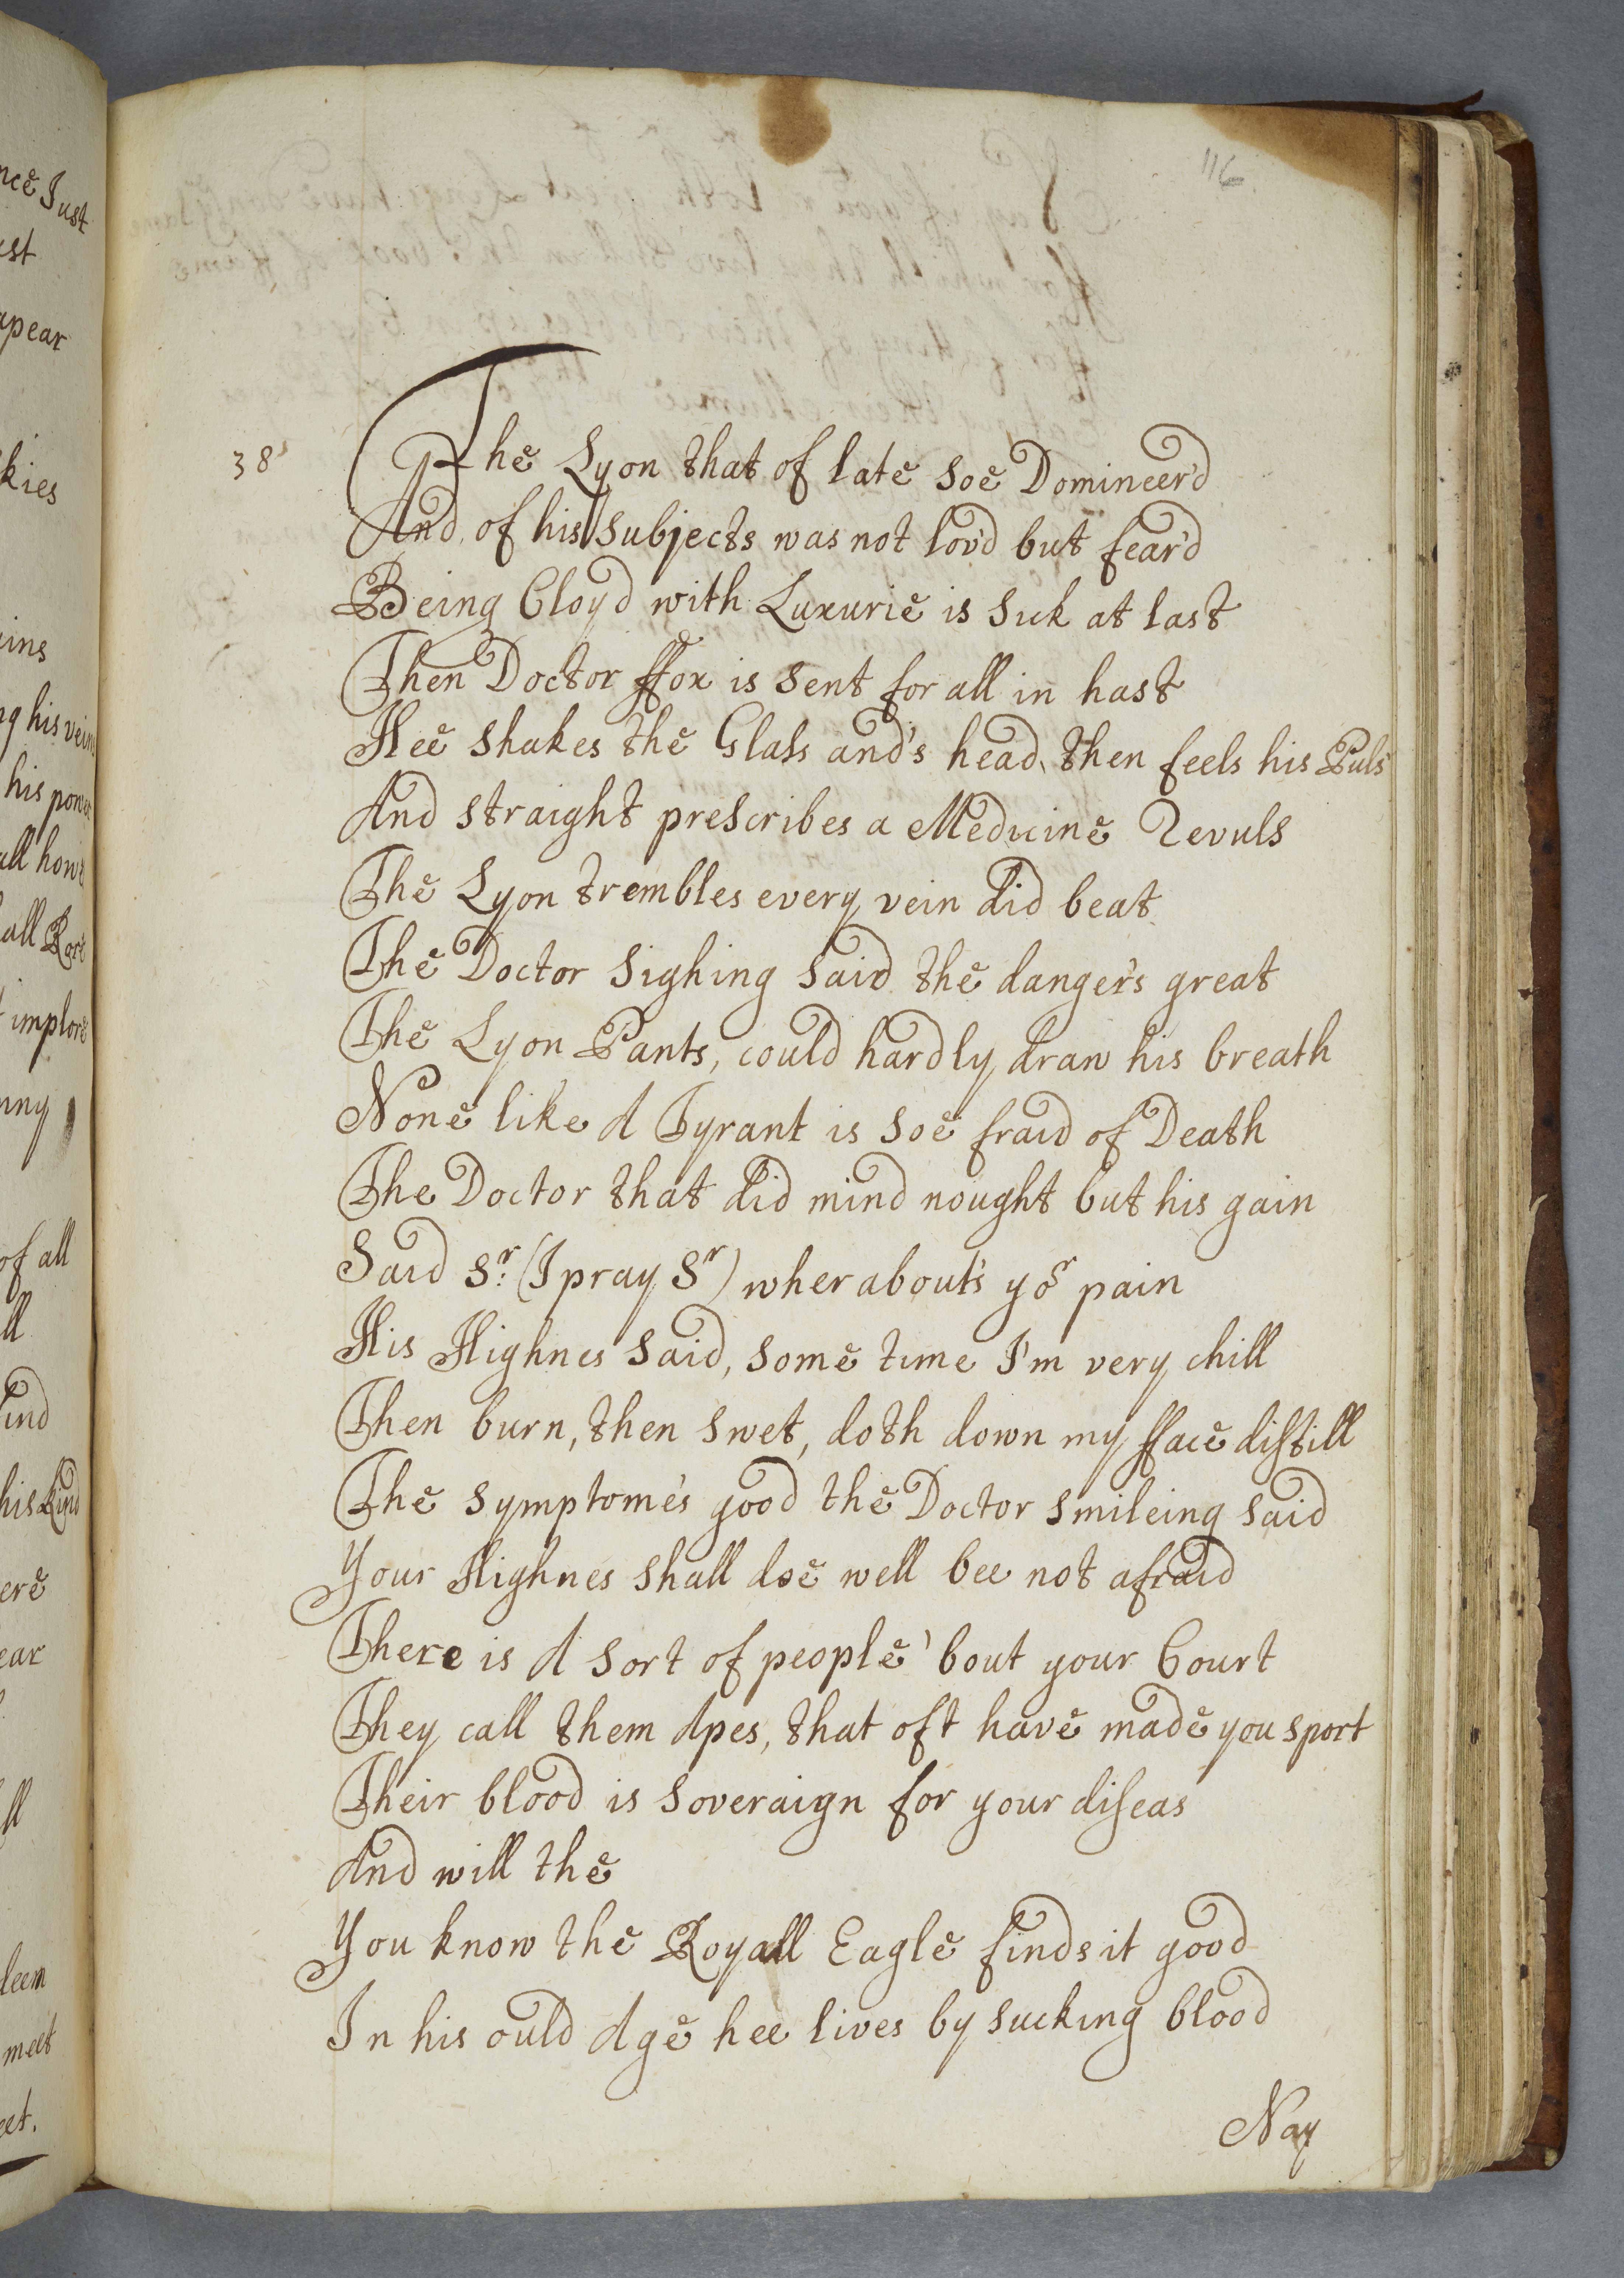 116
38
The Lyon that of late soe Domineer'd
And of his subjects was not lov'd but fear'd
Being Cloy'd with Luxurie is sick at last
Then Doctor ffox is sent for all in hast
Hee shakes the Glass and's head, then feels his Puls
And straight prescribes a Medicine Revuls
The Lyon trembles every vein did beat
The Doctor sighing said the danger's great
The Lyon Pants, could hardly draw his breath
None like A Tyrant is soe fraid of Death
The Doctor that did mind nought but his gain
Said Sr: (I pray Sr) wher about's yor pain
His Highnes said, some time I'm very chill
Then burn, then swet, doth down my fface distill
The symptome's good the Doctor smileing said
Your Highnes shall doe well bee not afraid
There is A sort of people 'bout your Court
They call them Apes, that oft have made you sport
Their blood is soveraign for your diseas
And will the
You know the Royall Eagle finds it good
In his ould Age hee lives by sucking blood
Nay